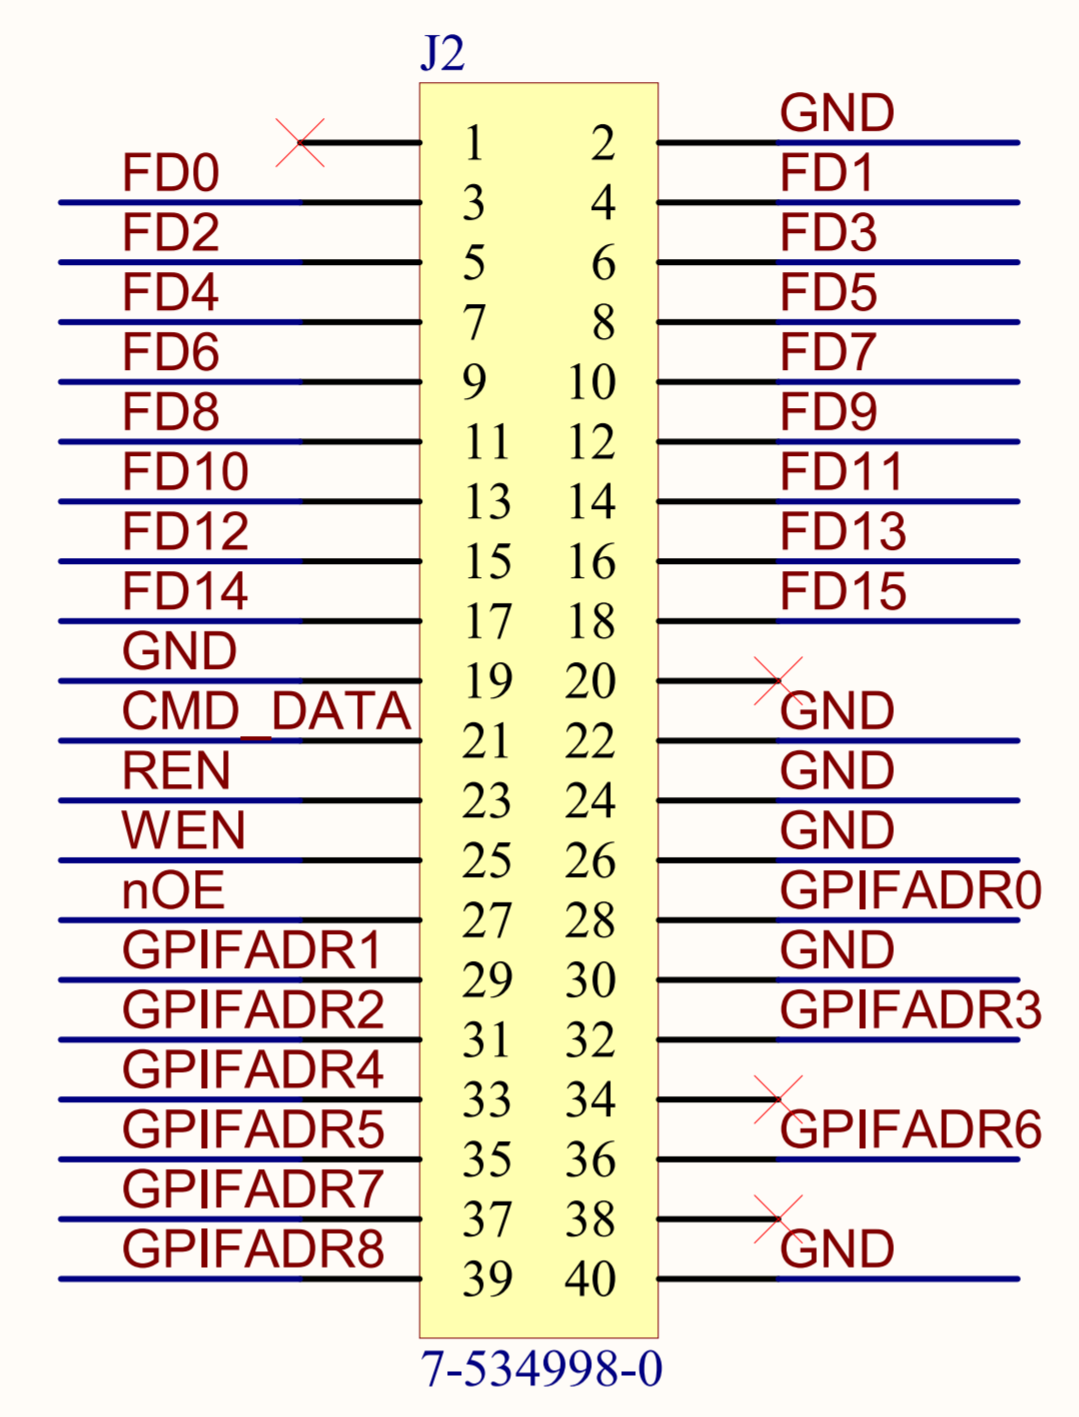 J2
1 2 GND
FD0 3 4 FD1
FD2 5 6 FD3
FD4 7 8 FD5
FD6 9 10 FD7
FD8 11 12 FD9
FD10 13 14 FD11
FD12 15 16 FD13
FD14 17 18 FD15
GND 19 20
CMD_DATA 21 22 GND
REN 23 24 GND
WEN 25 26 GND
nOE 27 28 GPIFADR0
GPIFADR1 29 30 GND
GPIFADR2 31 32 GPIFADR3
GPIFADR4 33 34
GPIFADR5 35 36 GPIFADR6
GPIFADR7 37 38
GPIFADR8 39 40 GND
7-534998-0